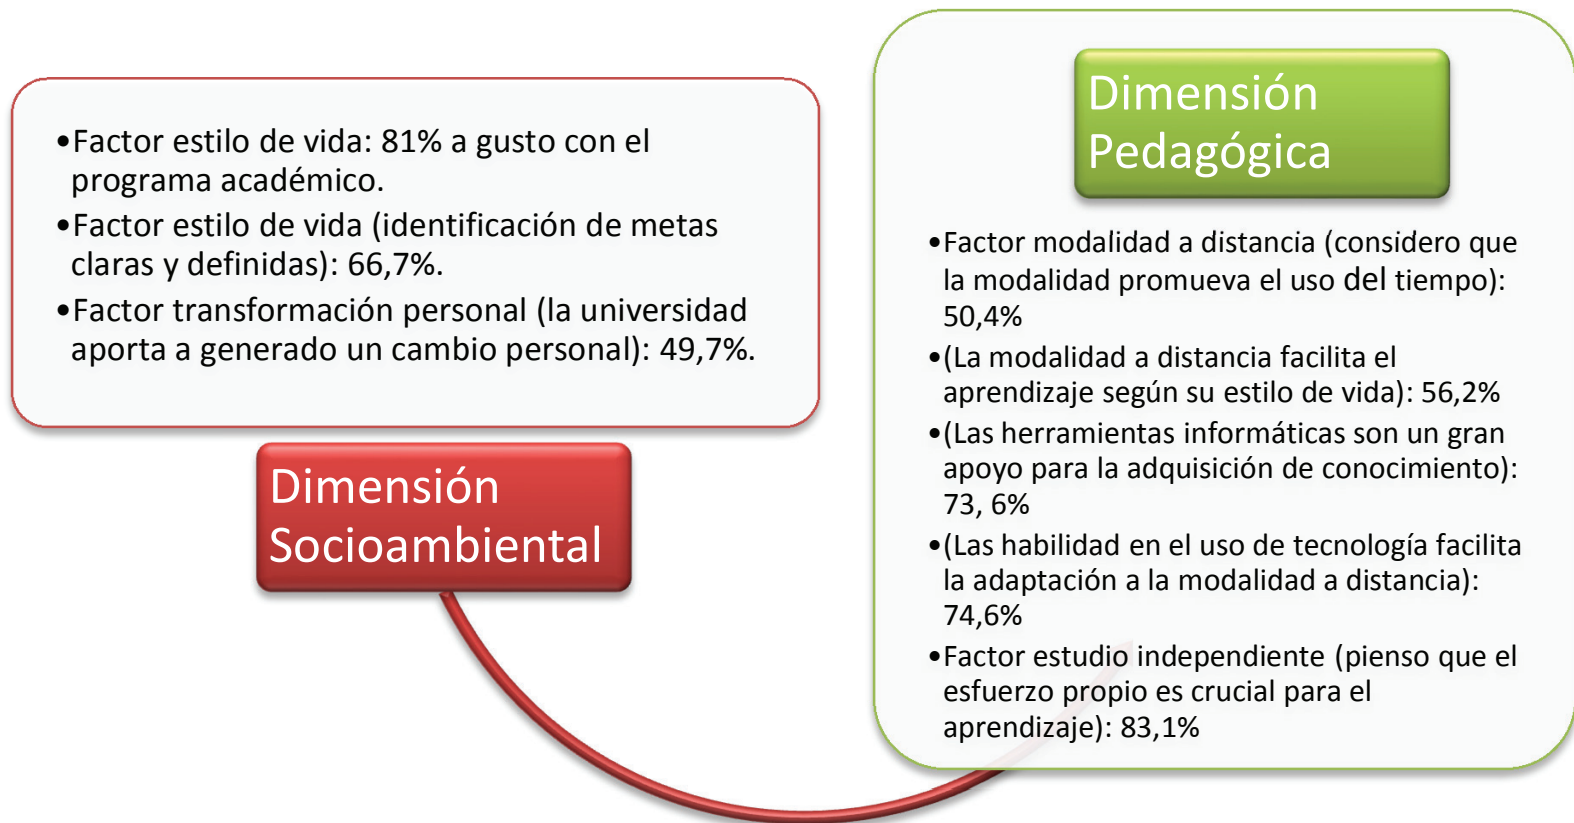 •Factor estilo de vida: 81% a gusto con el
programa académico.
•Factor estilo de vida (identificación de metas
claras y definidas): 66,7%.
•Factor transformación personal (la universidad
aporta a generado un cambio personal): 49,7%.
Dimensión
Socioambiental
Dimensión
Pedagógica
•Factor modalidad a distancia (considero que
la modalidad promueva el uso del tiempo):
50,4%
•(La modalidad a distancia facilita el
aprendizaje según su estilo de vida): 56,2%
•(Las herramientas informáticas son un gran
apoyo para la adquisición de conocimiento):
73, 6%
•(Las habilidad en el uso de tecnología facilita
la adaptación a la modalidad a distancia):
74,6%
•Factor estudio independiente (pienso que el
esfuerzo propio es crucial para el
aprendizaje): 83,1%